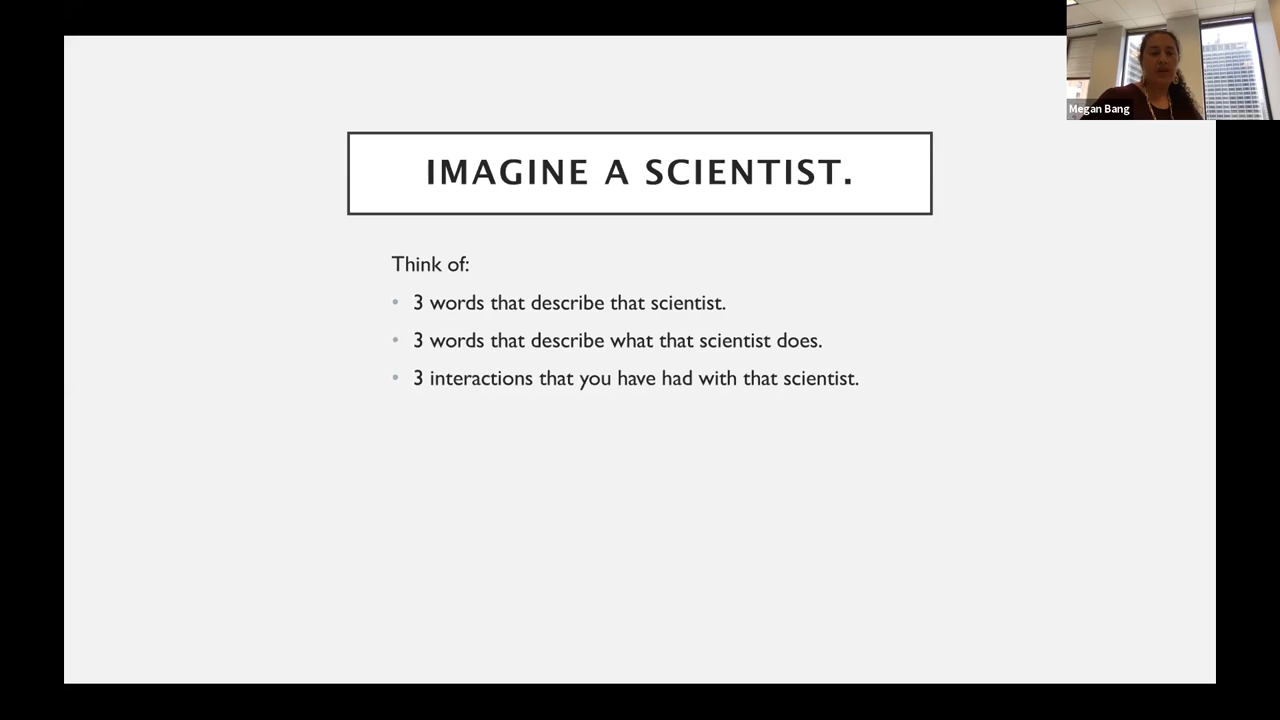 Megan Bang
IMAGINE A SCIENTIST.
Think of:
• 3 words that describe that scientist.
• 3 words that describe what that scientist does.
• 3 interactions that you have had with that scientist.